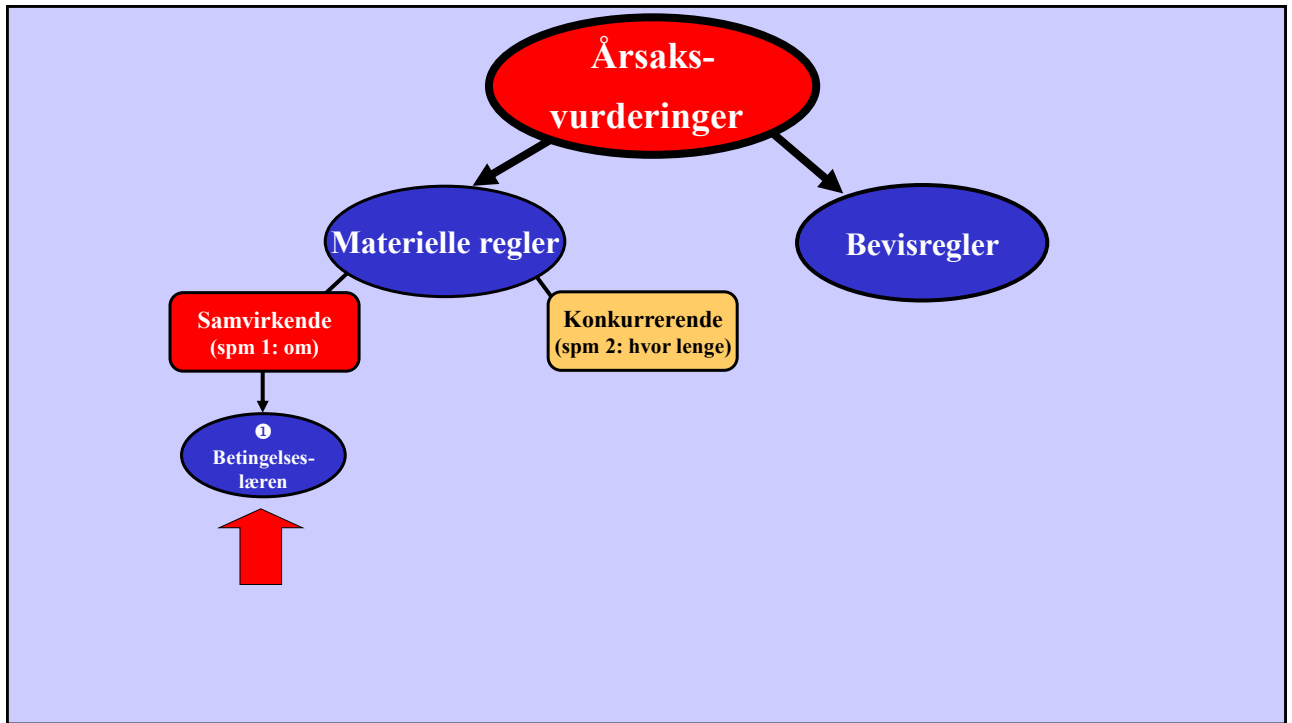 Årsaks-
vurderinger
Materielle regler
Bevisregler
Samvirkende
(spm 1: om)
Konkurrerende
(spm 2: hvor lenge)
❶
Betingelses-
læren